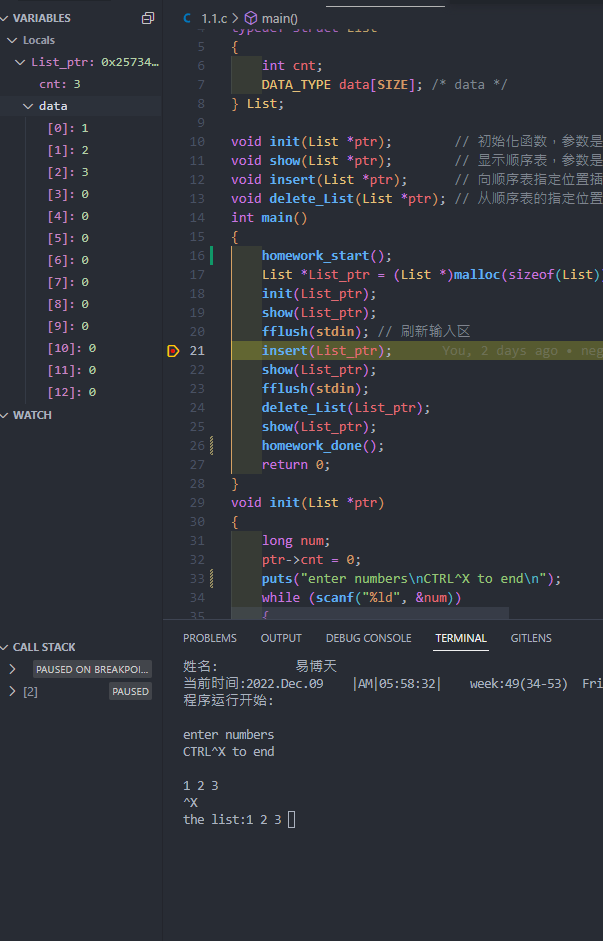 VARIABLES
Locals
List_ptr: 0x25734…
cnt: 3
data
[0]: 1
[1]: 2
[2]: 3
[3]: 0
[4]: 0
[5]: 0
[6]: 0
[7]: 0
[8]: 0
[9]: 0
[10]: 0
[11]: 0
[12]: 0
WATCH
CALL STACK
PAUSED ON BREAKPOI…
[2] PAUSED
C 1.1.c > main()
4 typedef struct List
5 {
6 int cnt;
7 DATA_TYPE data[SIZE]; /* data */
8 } List;
9
10 void init(List *ptr); // 初始化函数，参数是
11 void show(List *ptr); // 显示顺序表，参数是
12 void insert(List *ptr); // 向顺序表指定位置插
13 void delete_List(List *ptr); // 从顺序表的指定位置
14 int main()
15 {
16 homework_start();
17 List *List_ptr = (List *)malloc(sizeof(List)
18 init(List_ptr);
19 show(List_ptr);
20 fflush(stdin); // 刷新输入区
21 insert(List_ptr); You, 2 days ago • neg
22 show(List_ptr);
23 fflush(stdin);
24 delete_List(List_ptr);
25 show(List_ptr);
26 homework_done();
27 return 0;
28 }
29 void init(List *ptr)
30 {
31 long num;
32 ptr->cnt = 0;
33 puts("enter numbers\nCTRL^X to end\n");
34 while (scanf("%ld", &num))
35 {
PROBLEMS OUTPUT DEBUG CONSOLE TERMINAL GITLENS
姓名: 易博天
当前时间:2022.Dec.09 |AM|05:58:32| week:49(34-53) Fri
程序运行开始:
enter numbers
CTRL^X to end
1 2 3
^X
the list:1 2 3